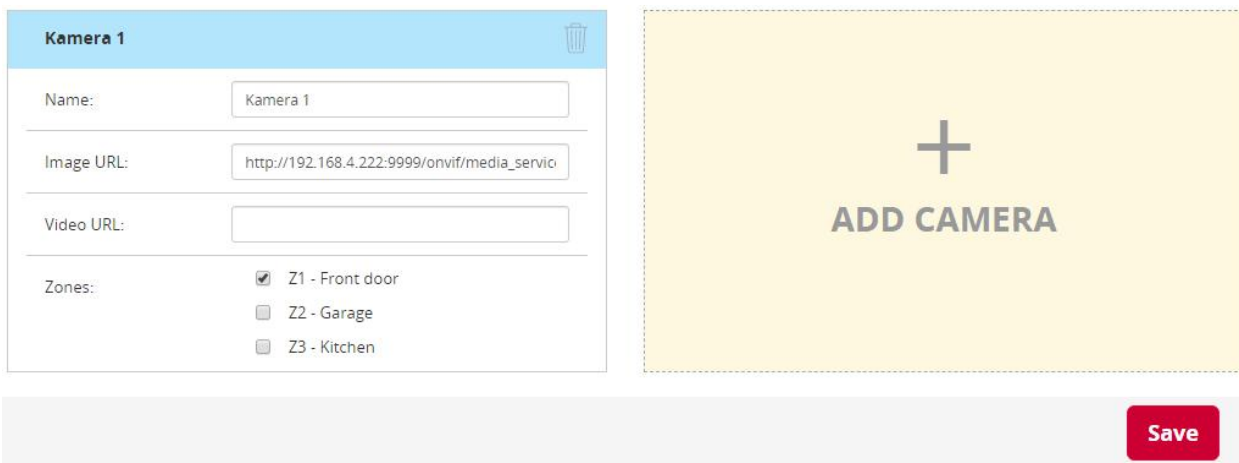 Kamera 1
Name: Kamera 1
Image URL: http://192.168.4.222:9999/onvif/media_servic
Video URL:
Zones: Z1 - Front door
Z2 - Garage
Z3 - Kitchen
+
ADD CAMERA
Save